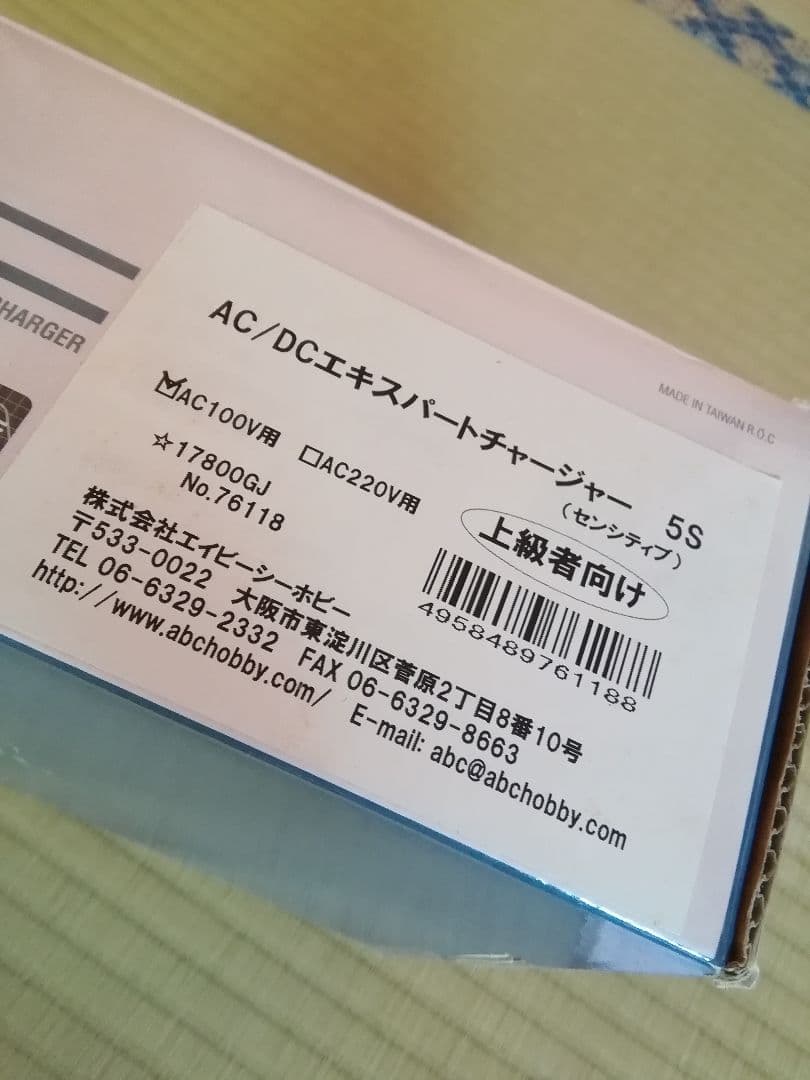 CHARGER
MADE IN TAIWAN R.O.C
AC/DCエキスパートチャージャー 5S
(センシティブ)
☑AC100V用 □AC220V用
上級者向け
☆17800GJ
No.76118
4958489761188
株式会社エイビーシーホビー
〒533-0022 大阪市東淀川区菅原2丁目8番10号
TEL 06-6329-2332 FAX 06-6329-8663
http://www.abchobby.com/ E-mail: abc@abchobby.com